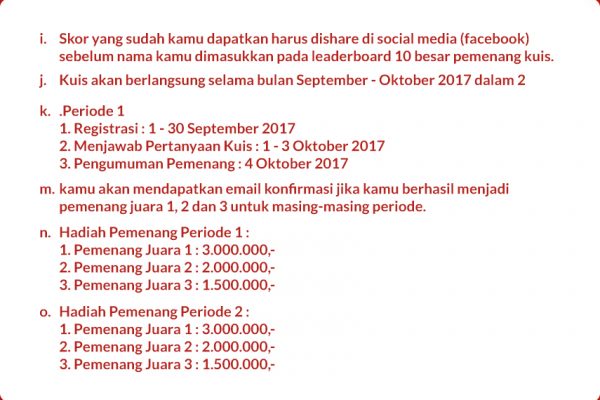 i. Skor yang sudah kamu dapatkan harus dishare di social media (facebook)
sebelum nama kamu dimasukkan pada leaderboard 10 besar pemenang kuis.
j. Kuis akan berlangsung selama bulan September - Oktober 2017 dalam 2
k. .Periode 1
1. Registrasi : 1 - 30 September 2017
2. Menjawab Pertanyaan Kuis : 1 - 3 Oktober 2017
3. Pengumuman Pemenang : 4 Oktober 2017
m. kamu akan mendapatkan email konfirmasi jika kamu berhasil menjadi
pemenang juara 1, 2 dan 3 untuk masing-masing periode.
n. Hadiah Pemenang Periode 1 :
1. Pemenang Juara 1 : 3.000.000,-
2. Pemenang Juara 2 : 2.000.000,-
3. Pemenang Juara 3 : 1.500.000,-
o. Hadiah Pemenang Periode 2 :
1. Pemenang Juara 1 : 3.000.000,-
2. Pemenang Juara 2 : 2.000.000,-
3. Pemenang Juara 3 : 1.500.000,-